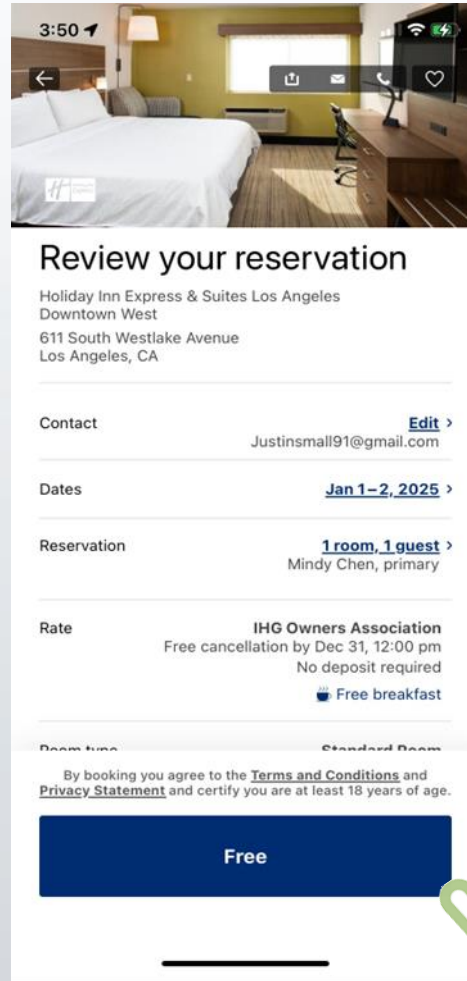 3:50
Review your reservation
Holiday Inn Express & Suites Los Angeles
Downtown West
611 South Westlake Avenue
Los Angeles, CA
Contact
Edit >
Justinsmall91@gmail.com
Dates
Jan 1–2, 2025 >
Reservation
1 room, 1 guest >
Mindy Chen, primary
Rate
IHG Owners Association
Free cancellation by Dec 31, 12:00 pm
No deposit required
Free breakfast
Room type
Standard Room
By booking you agree to the Terms and Conditions and
Privacy Statement and certify you are at least 18 years of age.
Free